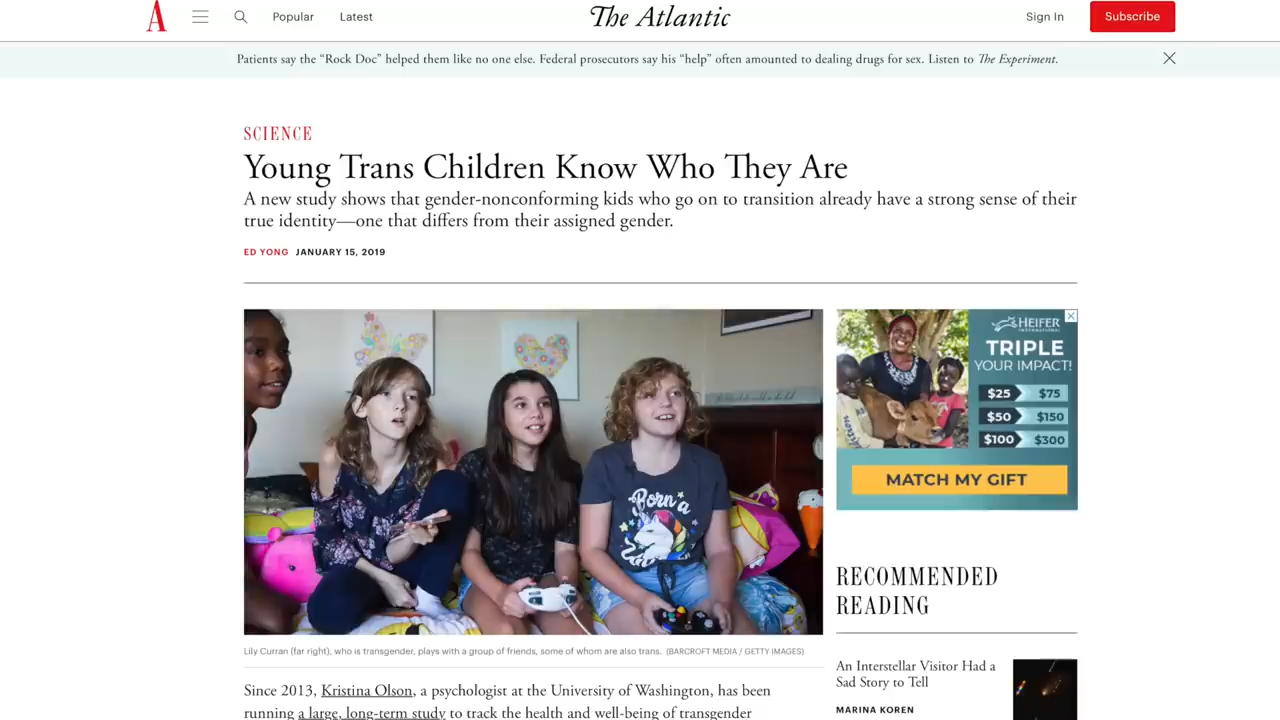 A
Popular
Latest
The Atlantic
Sign In
Subscribe
Patients say the “Rock Doc” helped them like no one else. Federal prosecutors say his “help” often amounted to dealing drugs for sex. Listen to The Experiment.
SCIENCE
Young Trans Children Know Who They Are
A new study shows that gender-nonconforming kids who go on to transition already have a strong sense of their
true identity—one that differs from their assigned gender.
ED YONG JANUARY 15, 2019
Born a
Lily Curran (far right), who is transgender, plays with a group of friends, some of whom are also trans. (BARCROFT MEDIA / GETTY IMAGES)
Since 2013, Kristina Olson, a psychologist at the University of Washington, has been
running a large, long-term study to track the health and well-being of transgender
HEIFER
INTERNATIONAL
TRIPLE
YOUR IMPACT!
$25 $75
$50 $150
$100 $300
MATCH MY GIFT
RECOMMENDED
READING
An Interstellar Visitor Had a
Sad Story to Tell
MARINA KOREN